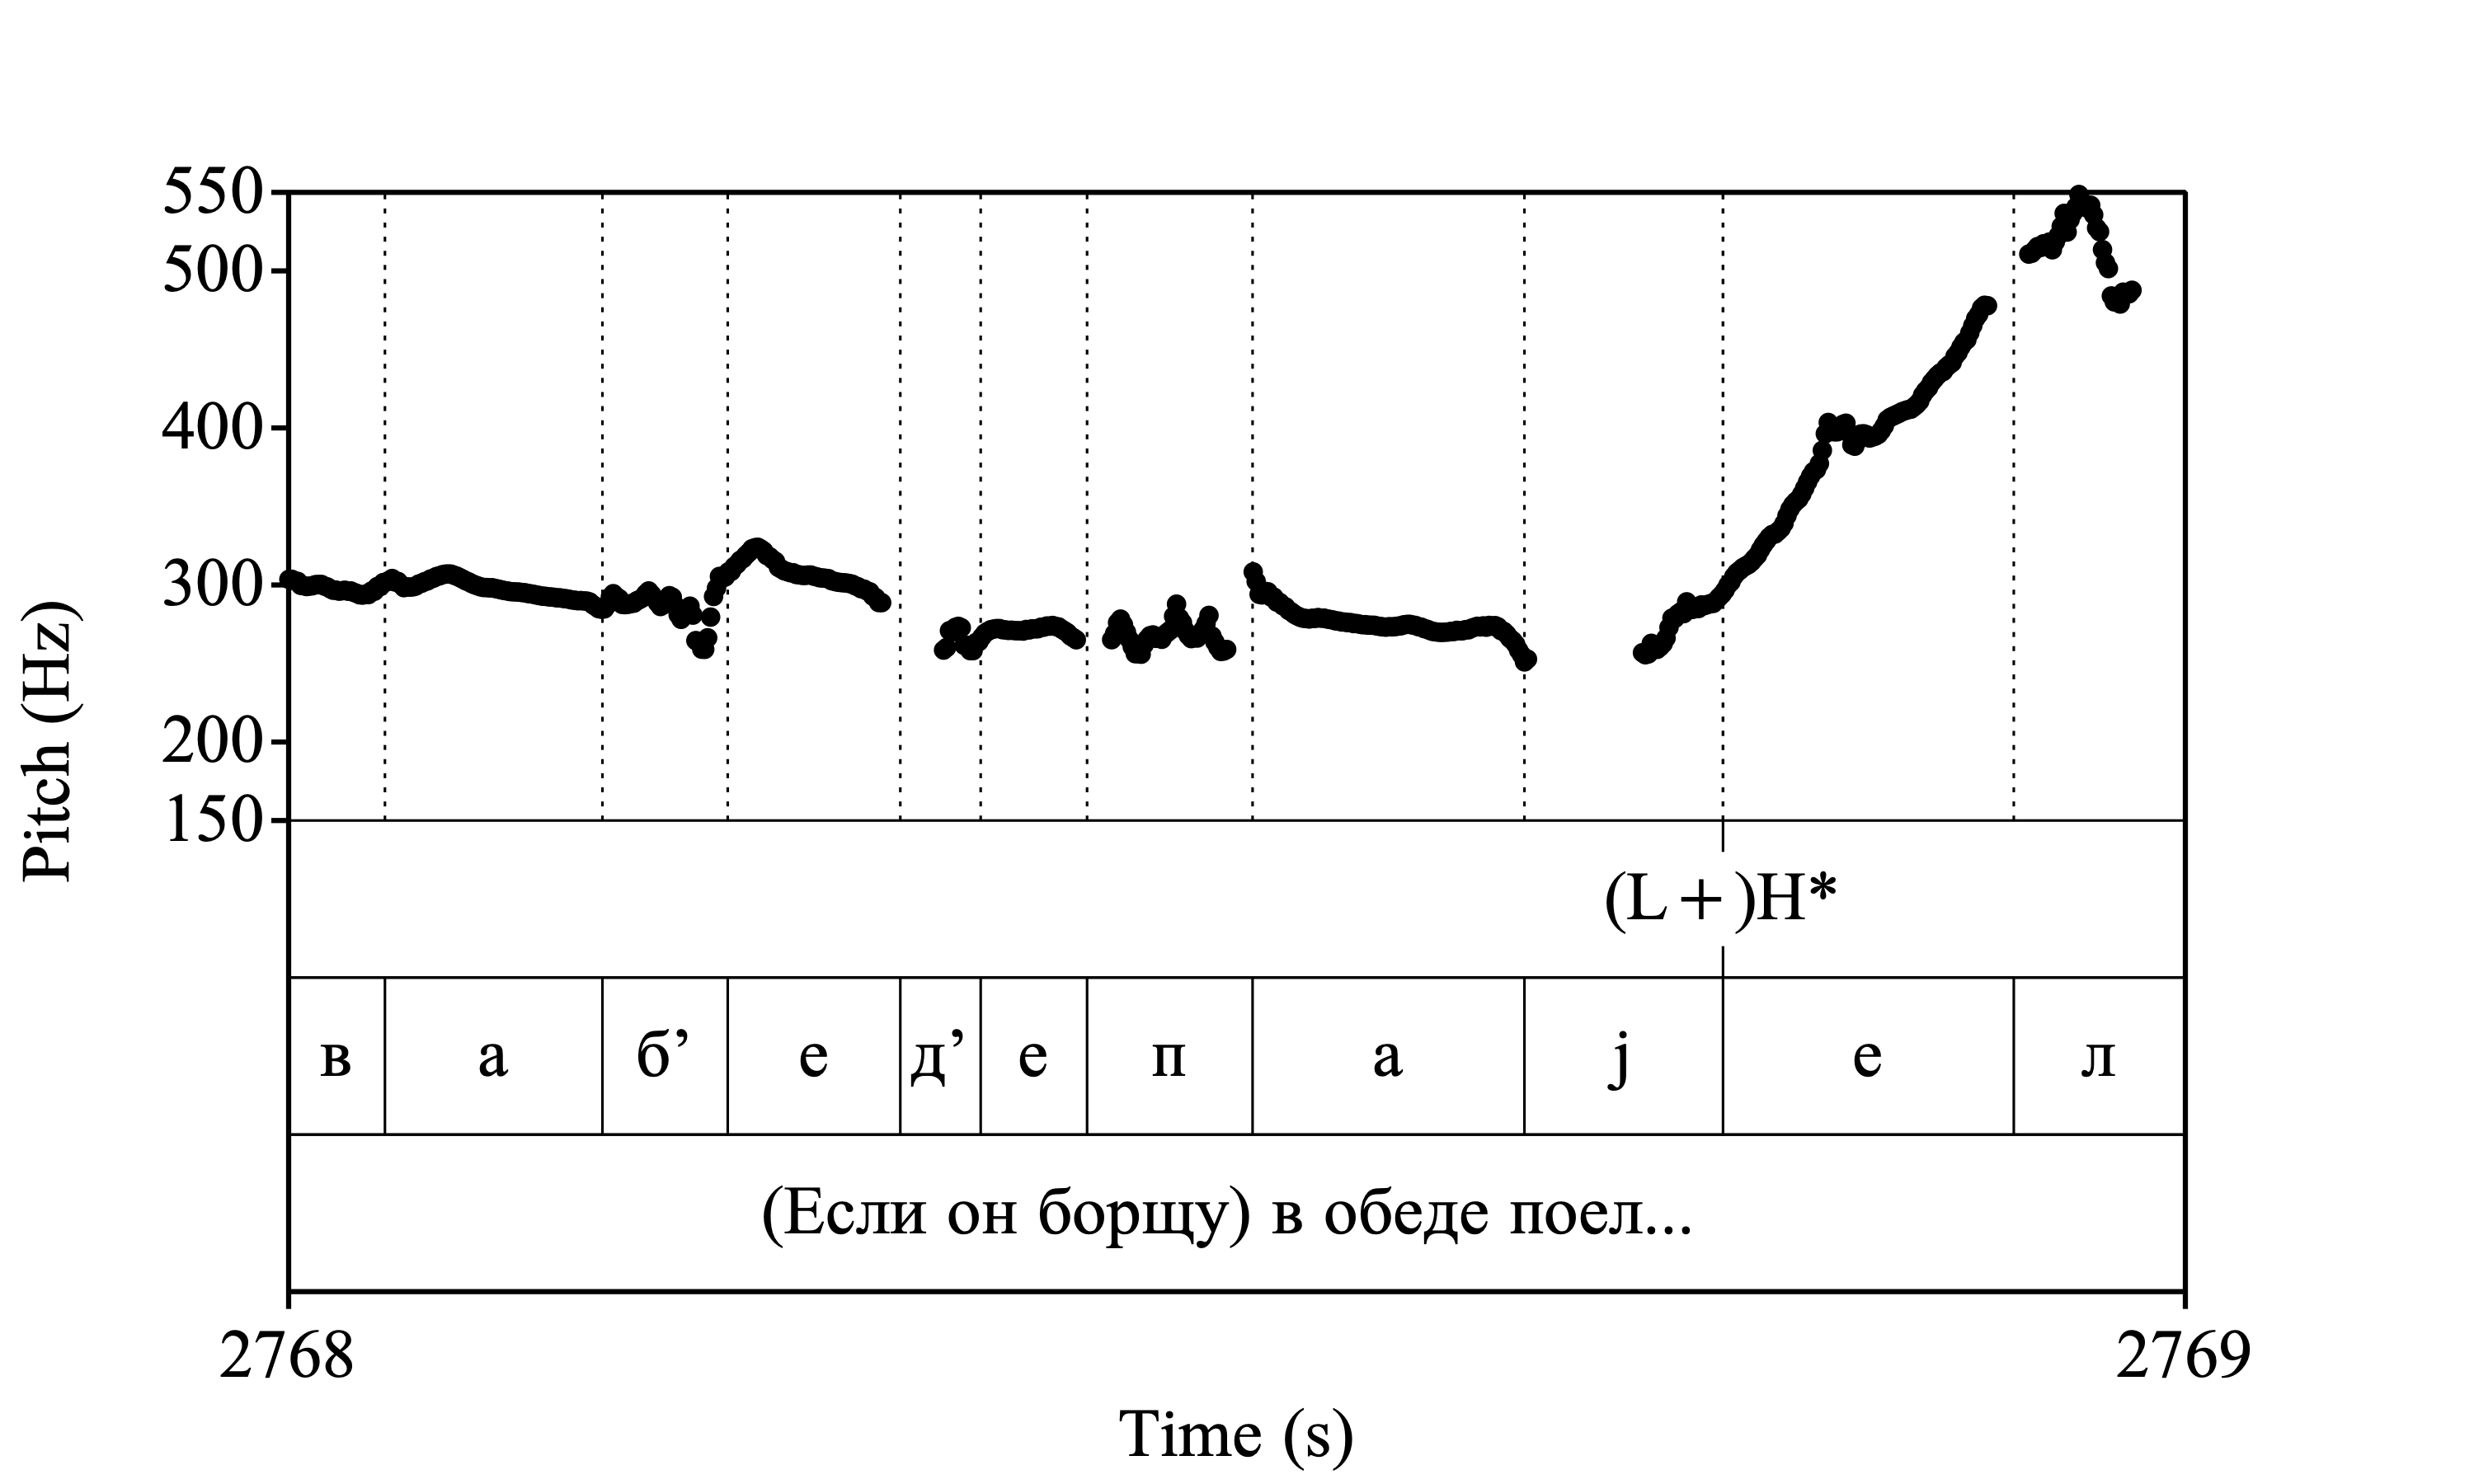 Pitch (Hz)
550
500
400
300
200
150
(L+)H*
в а б’ е д’ е п а j е л
(Если он борщу) в обеде поел...
2768 2769
Time (s)